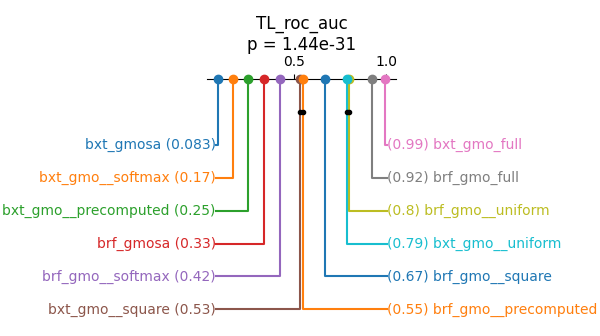 TL_roc_auc
p = 1.44e-31
0.5 1.0
bxt_gmosa (0.083) (0.99) bxt_gmo_full
bxt_gmo__softmax (0.17) (0.92) brf_gmo_full
bxt_gmo__precomputed (0.25) (0.8) brf_gmo__uniform
brf_gmosa (0.33) (0.79) bxt_gmo__uniform
brf_gmo__softmax (0.42) (0.67) brf_gmo__square
bxt_gmo__square (0.53) (0.55) brf_gmo__precomputed